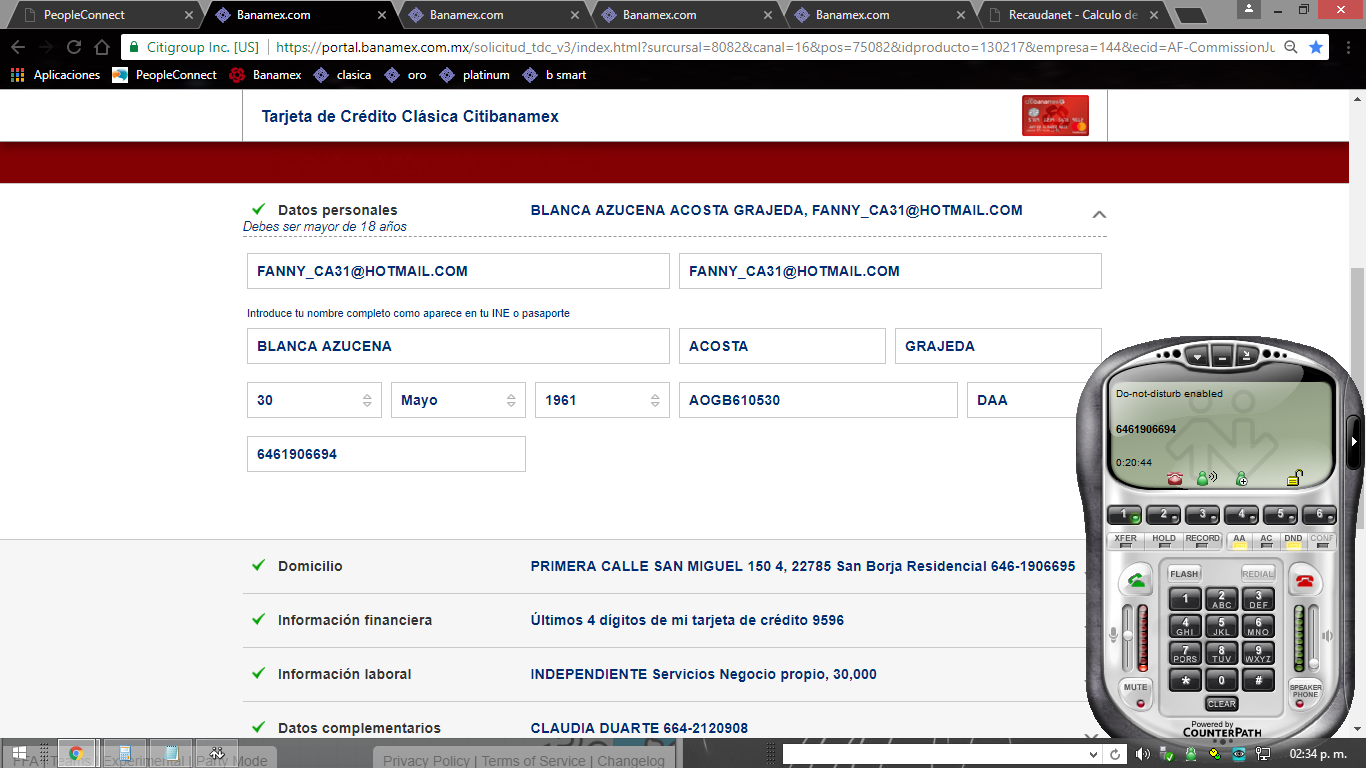 PeopleConnect
Banamex.com
Banamex.com
Banamex.com
Banamex.com
Recaudanet - Calculo de
Citigroup Inc. [US]
https://portal.banamex.com.mx/solicitud_tdc_v3/index.html?surcursal=8082&canal=16&pos=75082&idproducto=130217&empresa=144&ecid=AF-CommissionJu
Aplicaciones
PeopleConnect
Banamex
clasica
oro
platinum
b smart
Tarjeta de Crédito Clásica Citibanamex
Datos personales
BLANCA AZUCENA ACOSTA GRAJEDA, FANNY_CA31@HOTMAIL.COM
Debes ser mayor de 18 años
FANNY_CA31@HOTMAIL.COM
FANNY_CA31@HOTMAIL.COM
Introduce tu nombre completo como aparece en tu INE o pasaporte
BLANCA AZUCENA
ACOSTA
GRAJEDA
30
Mayo
1961
AOGB610530
DAA
6461906694
Domicilio
PRIMERA CALLE SAN MIGUEL 150 4, 22785 San Borja Residencial 646-1906695
Información financiera
Últimos 4 dígitos de mi tarjeta de crédito 9596
Información laboral
INDEPENDIENTE Servicios Negocio propio, 30,000
Datos complementarios
CLAUDIA DUARTE 664-2120908
Do-not-disturb enabled
6461906694
0:20:44
1 2 3 4 5 6
XFER HOLD RECORD AA AC DND CONF
FLASH
REDIAL
1 2 ABC 3 DEF
4 GHI 5 JKL 6 MNO
7 PQRS 8 TUV 9 WXYZ
* 0 #
MUTE
CLEAR
SPEAKER PHONE
Powered by
COUNTERPATH
Teams | Experimental | Party Mode
Privacy Policy | Terms of Service | Changelog
02:34 p. m.